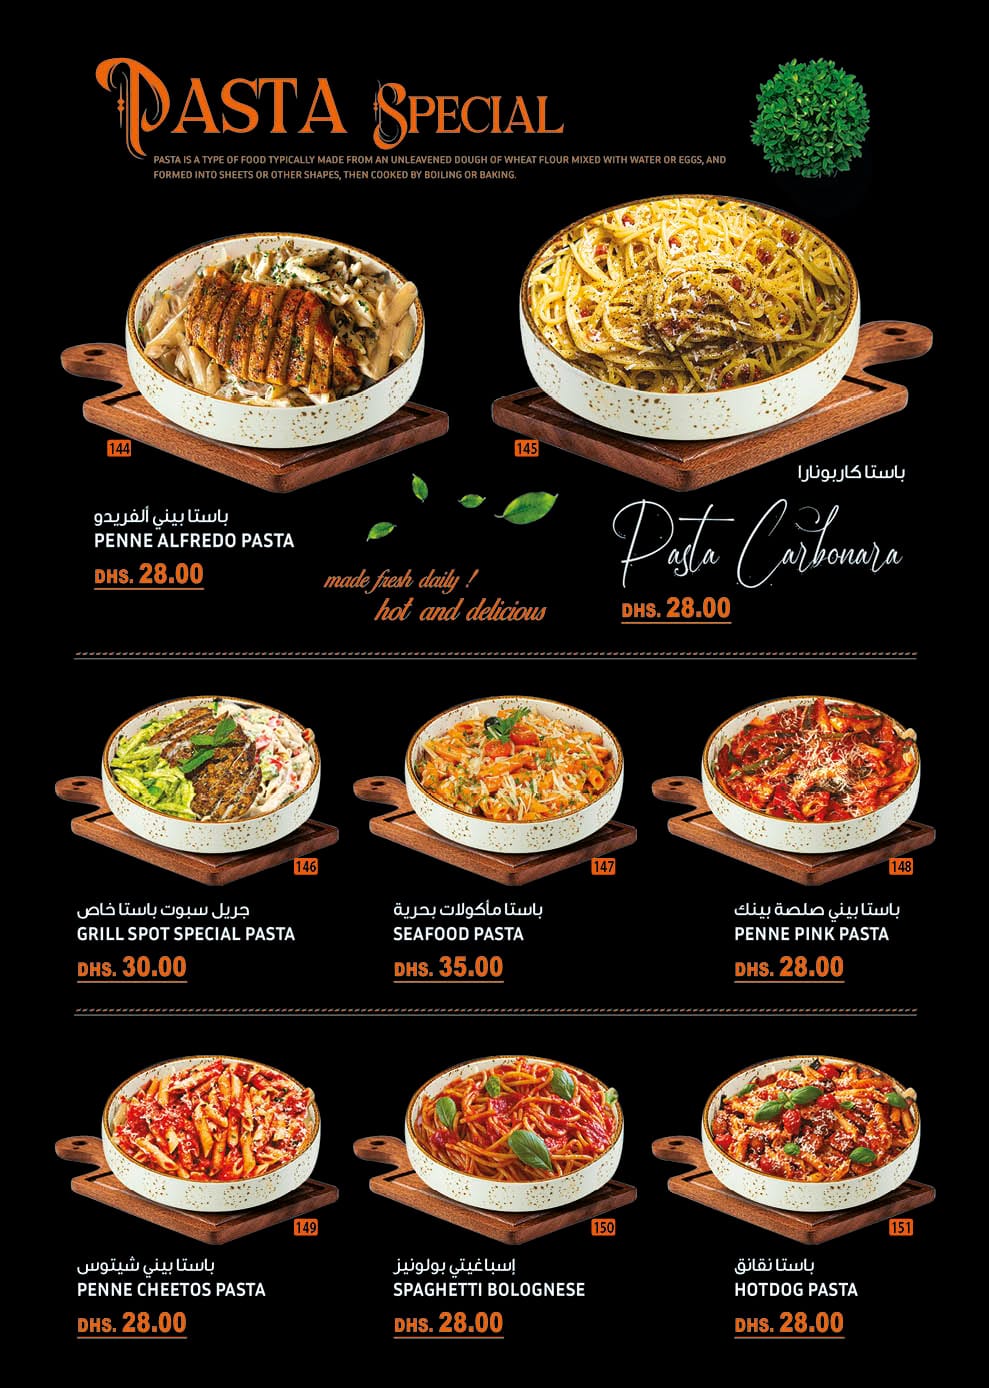 PASTA SPECIAL
PASTA IS A TYPE OF FOOD TYPICALLY MADE FROM AN UNLEAVENED DOUGH OF WHEAT FLOUR MIXED WITH WATER OR EGGS, AND
FORMED INTO SHEETS OR OTHER SHAPES, THEN COOKED BY BOILING OR BAKING.
144
باستا بيني ألفريدو
PENNE ALFREDO PASTA
DHS. 28.00
145
باستا كاربونارا
Pasta Carbonara
DHS. 28.00
made fresh daily !
hot and delicious
146
جريل سبوت باستا خاص
GRILL SPOT SPECIAL PASTA
DHS. 30.00
147
باستا مأكولات بحرية
SEAFOOD PASTA
DHS. 35.00
148
باستا بيني صلصة بينك
PENNE PINK PASTA
DHS. 28.00
149
باستا بيني شيتوس
PENNE CHEETOS PASTA
DHS. 28.00
150
إسباغيتي بولونيز
SPAGHETTI BOLOGNESE
DHS. 28.00
151
باستا نقانق
HOTDOG PASTA
DHS. 28.00